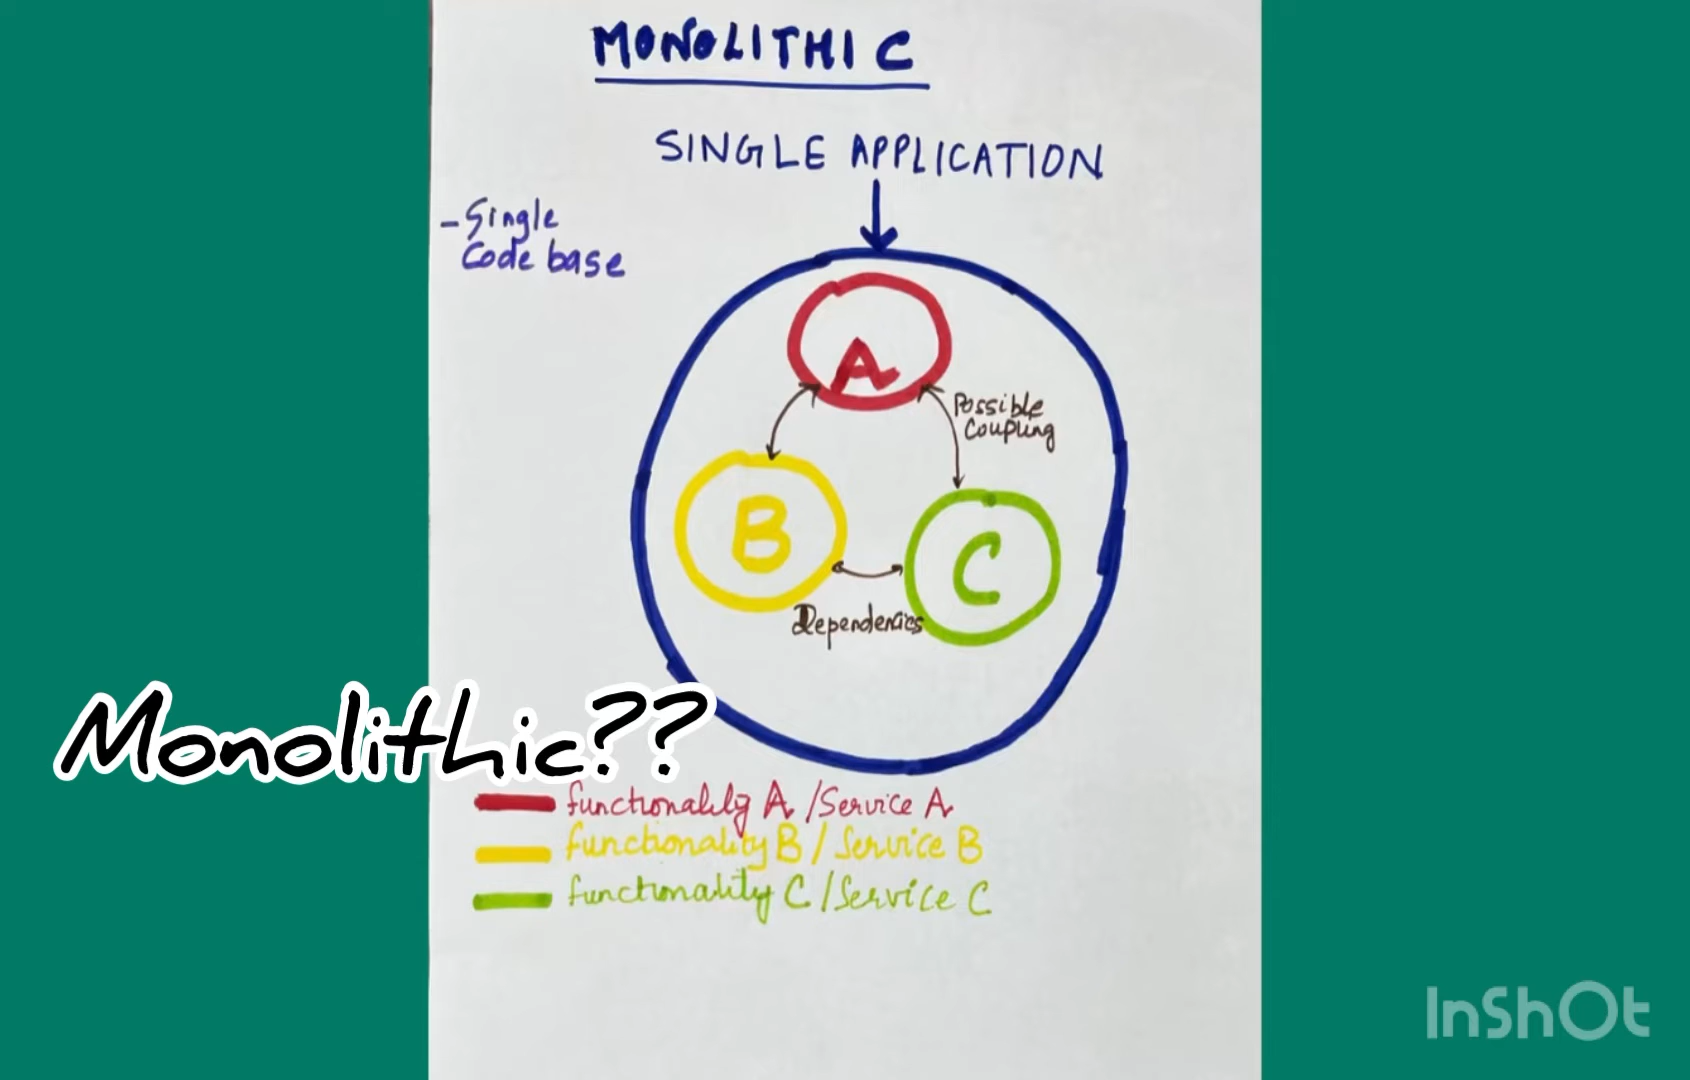 MONOLITHIC
SINGLE APPLICATION
- Single
Code base
A
Possible
Coupling
B
C
Dependencies
Monolithic??
functionality A /Service A
functionality B / Service B
functionality C / Service C
InShOt